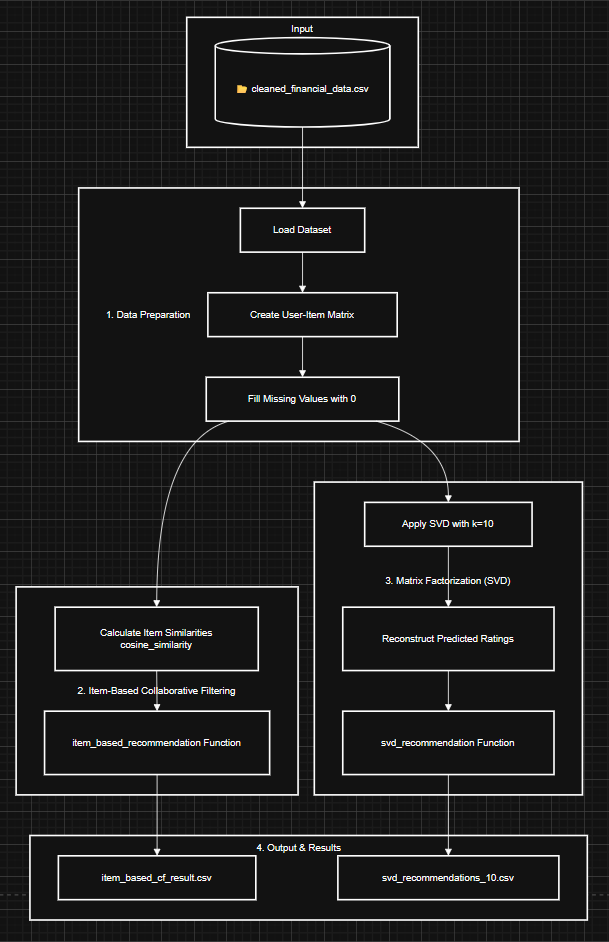 Input
cleaned_financial_data.csv
Load Dataset
1. Data Preparation
Create User-Item Matrix
Fill Missing Values with 0
Apply SVD with k=10
3. Matrix Factorization (SVD)
Calculate Item Similarities
cosine_similarity
Reconstruct Predicted Ratings
2. Item-Based Collaborative Filtering
item_based_recommendation Function
svd_recommendation Function
4. Output & Results
item_based_cf_result.csv
svd_recommendations_10.csv